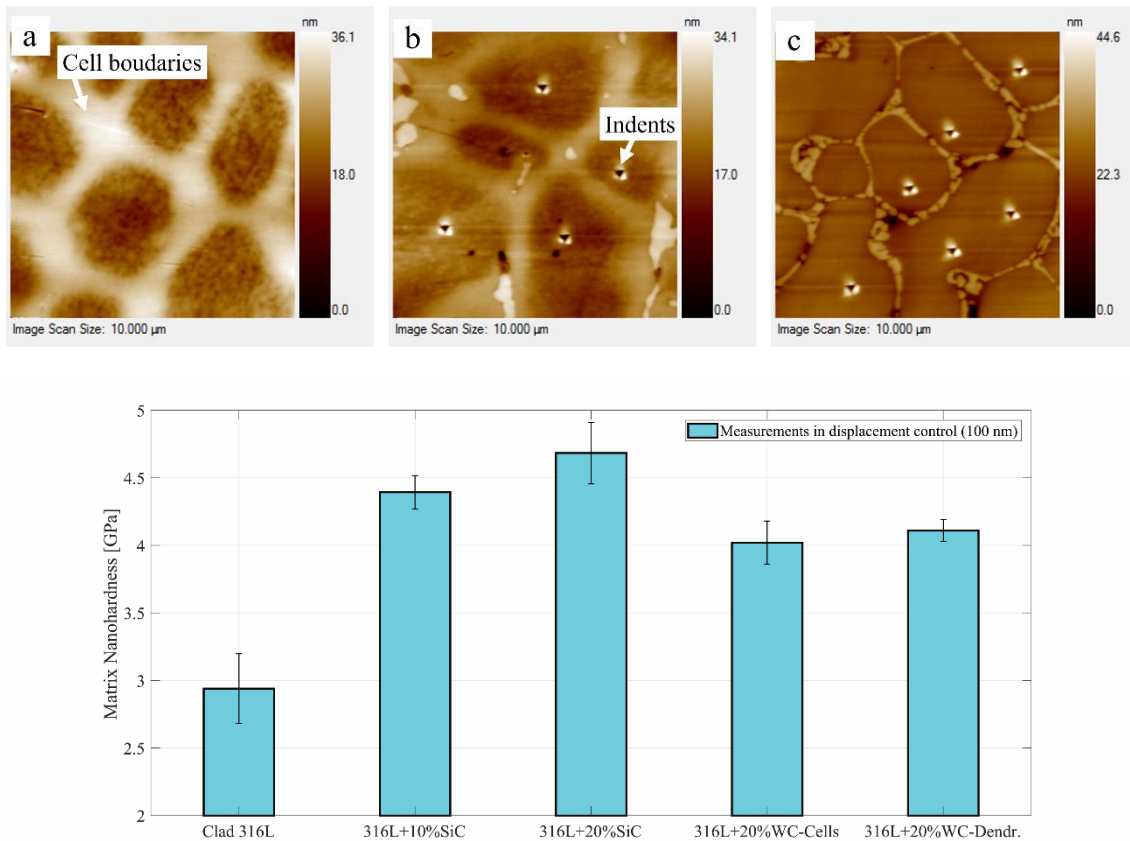 a
nm
36.1
Cell boudaries
18.0
0.0
Image Scan Size: 10.000 µm
b
nm
34.1
Indents
17.0
0.0
Image Scan Size: 10.000 µm
c
nm
44.6
22.3
0.0
Image Scan Size: 10.000 µm
Measurements in displacement control (100 nm)
Matrix Nanohardness [GPa]
5
4.5
4
3.5
3
2.5
2
Clad 316L
316L+10%SiC
316L+20%SiC
316L+20%WC-Cells
316L+20%WC-Dendr.